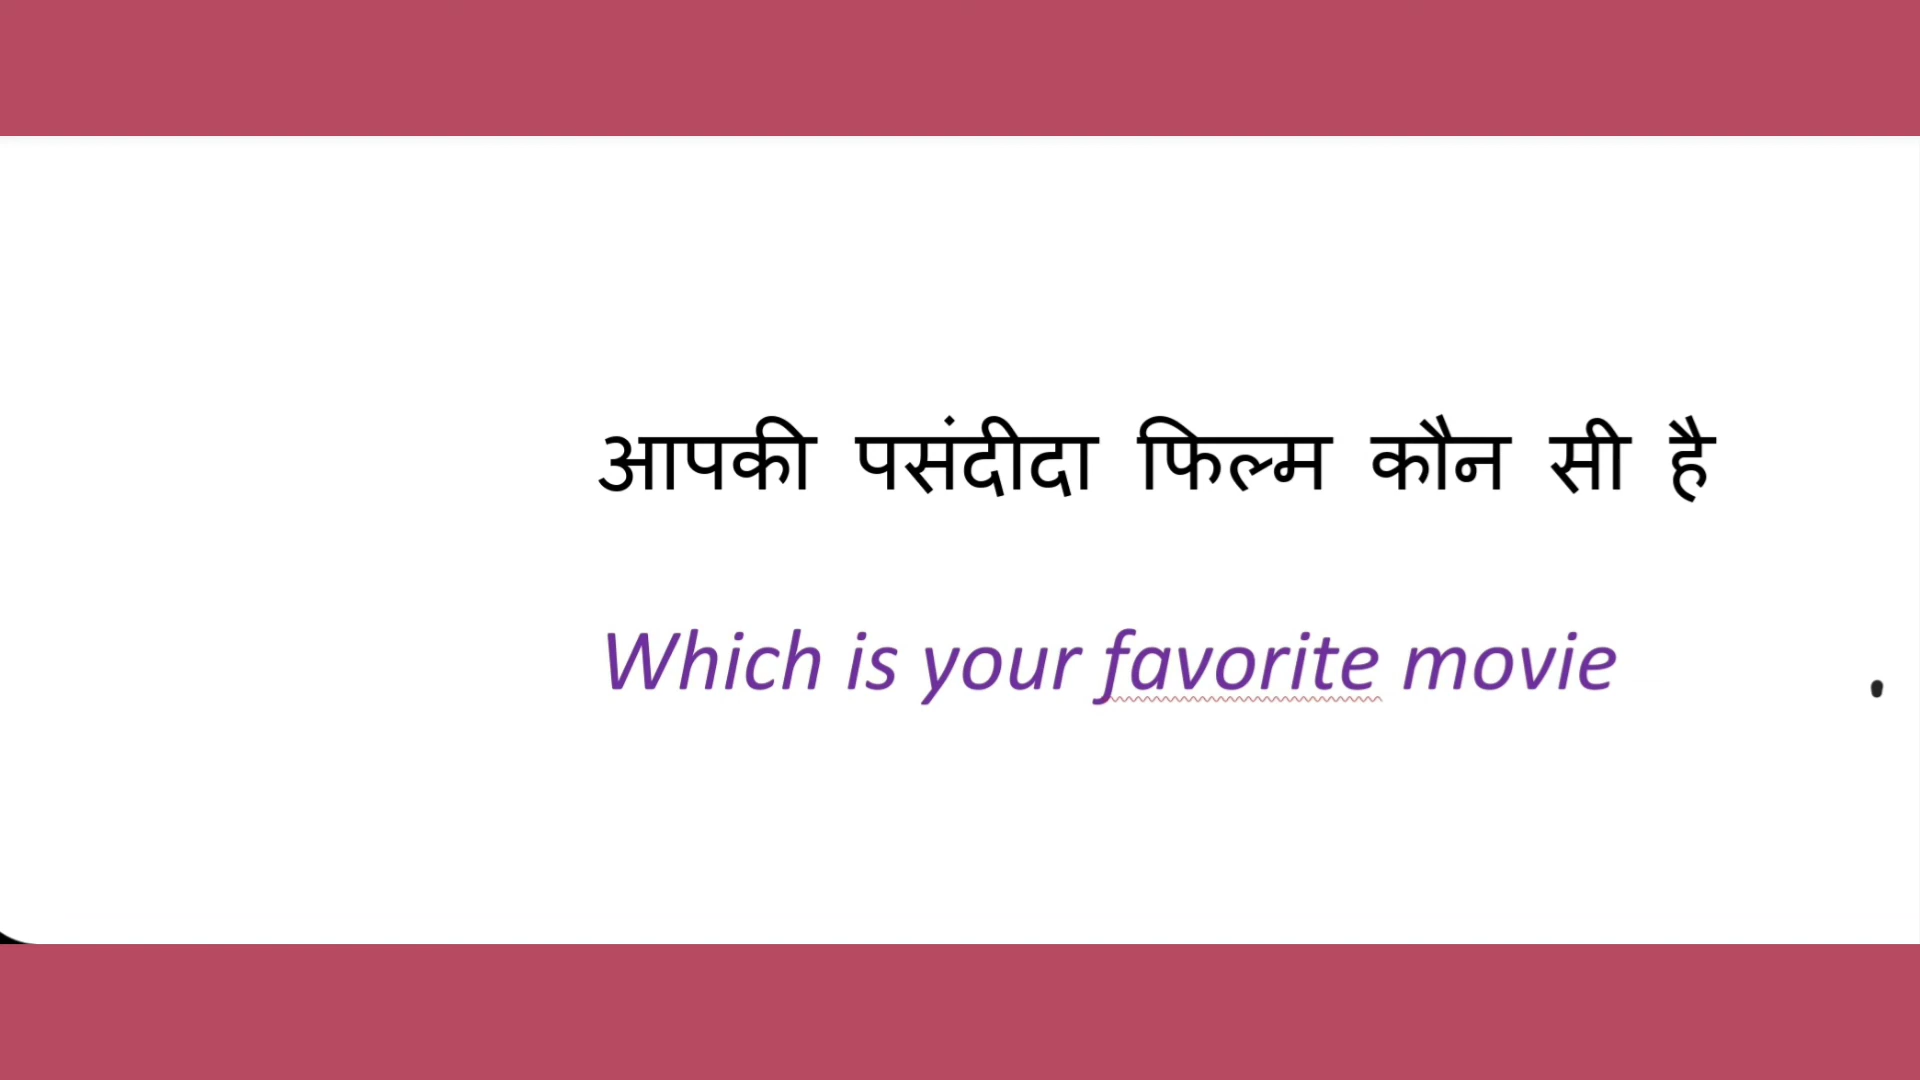 आपकी पसंदीदा फिल्म कौन सी है
Which is your favorite movie